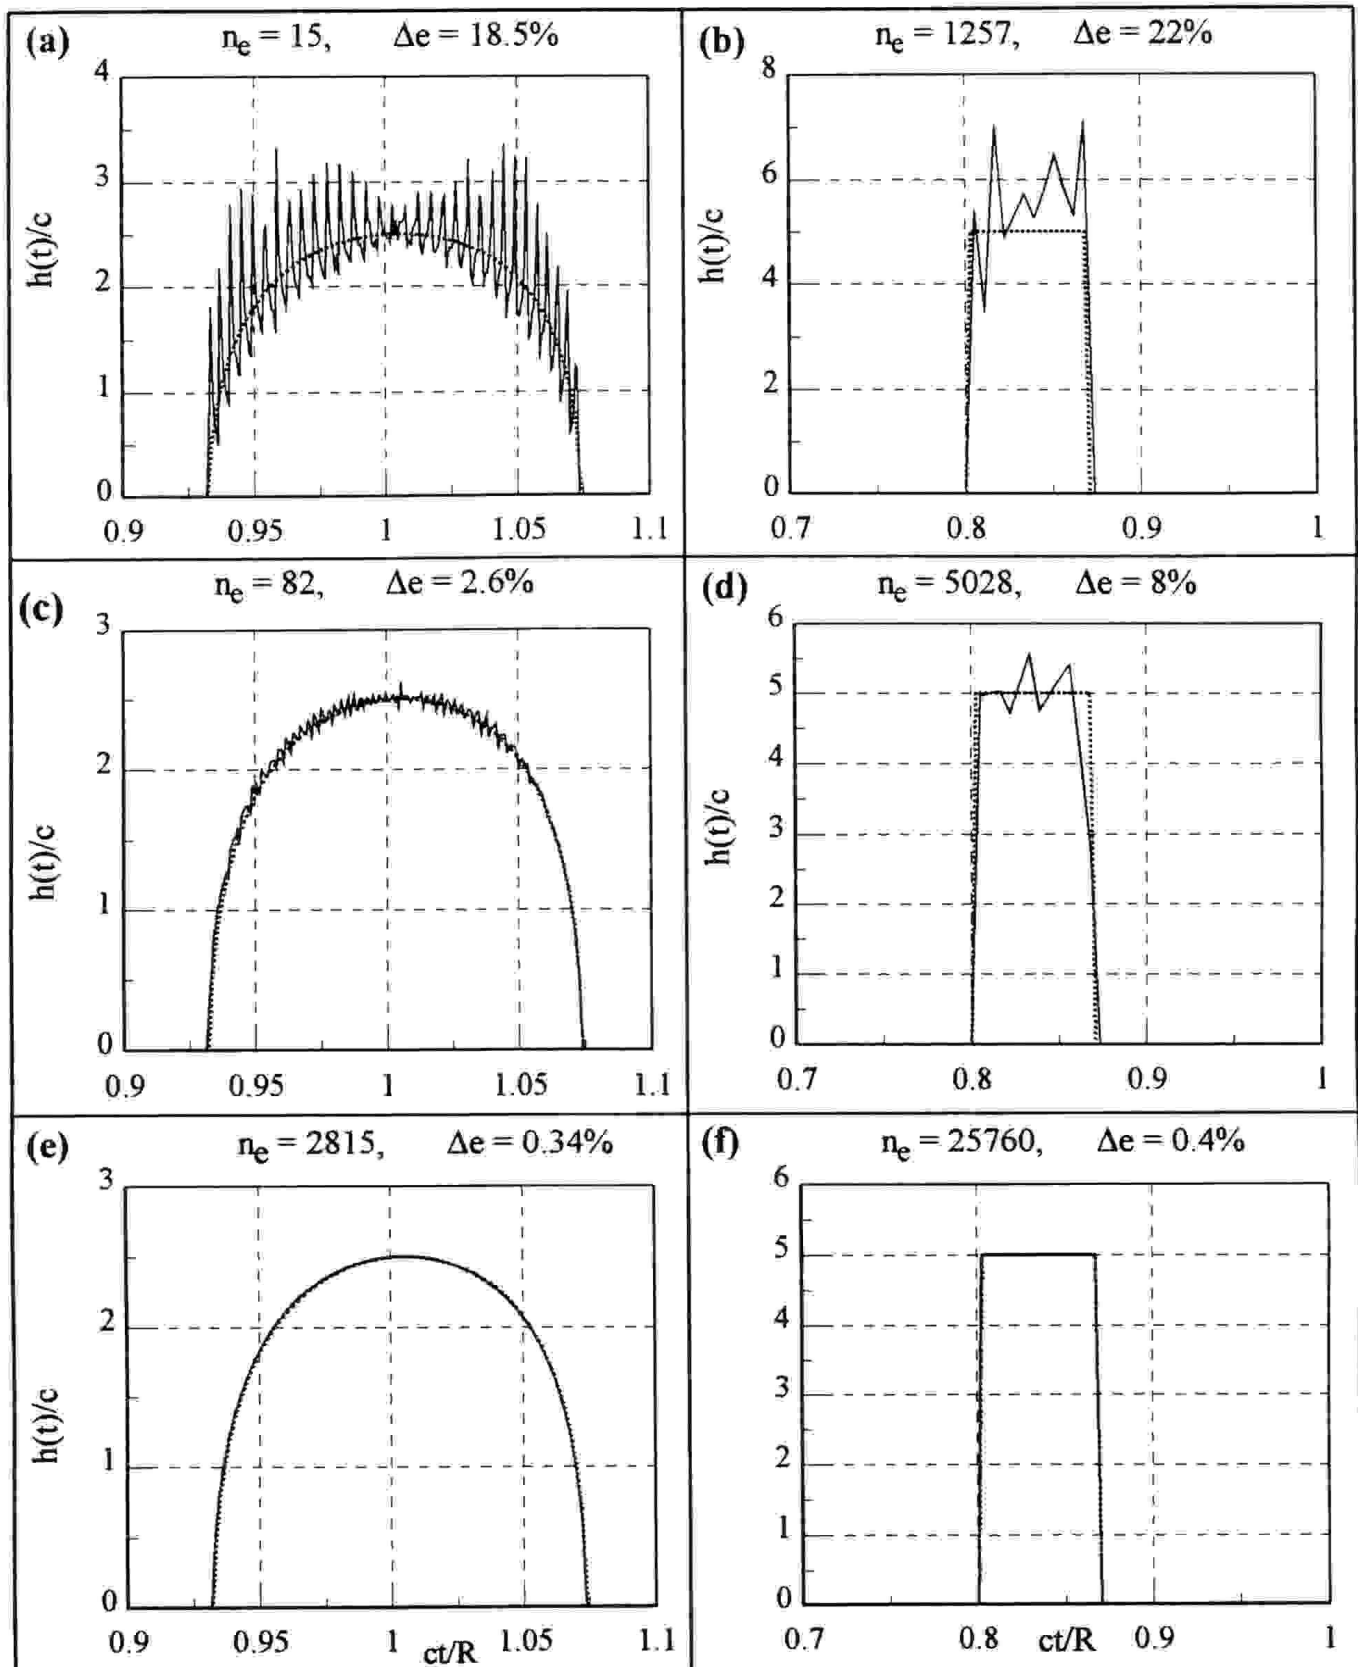 (a) n_e = 15, Δe = 18.5%
4
3
2
1
0
h(t)/c
0.9 0.95 1 1.05 1.1
(b) n_e = 1257, Δe = 22%
8
6
4
2
0
h(t)/c
0.7 0.8 0.9 1
(c) n_e = 82, Δe = 2.6%
3
2
1
0
h(t)/c
0.9 0.95 1 1.05 1.1
(d) n_e = 5028, Δe = 8%
6
5
4
3
2
1
0
h(t)/c
0.7 0.8 0.9 1
(e) n_e = 2815, Δe = 0.34%
3
2
1
0
h(t)/c
0.9 0.95 1 ct/R 1.05 1.1
(f) n_e = 25760, Δe = 0.4%
6
5
4
3
2
1
0
0.7 0.8 ct/R 0.9 1